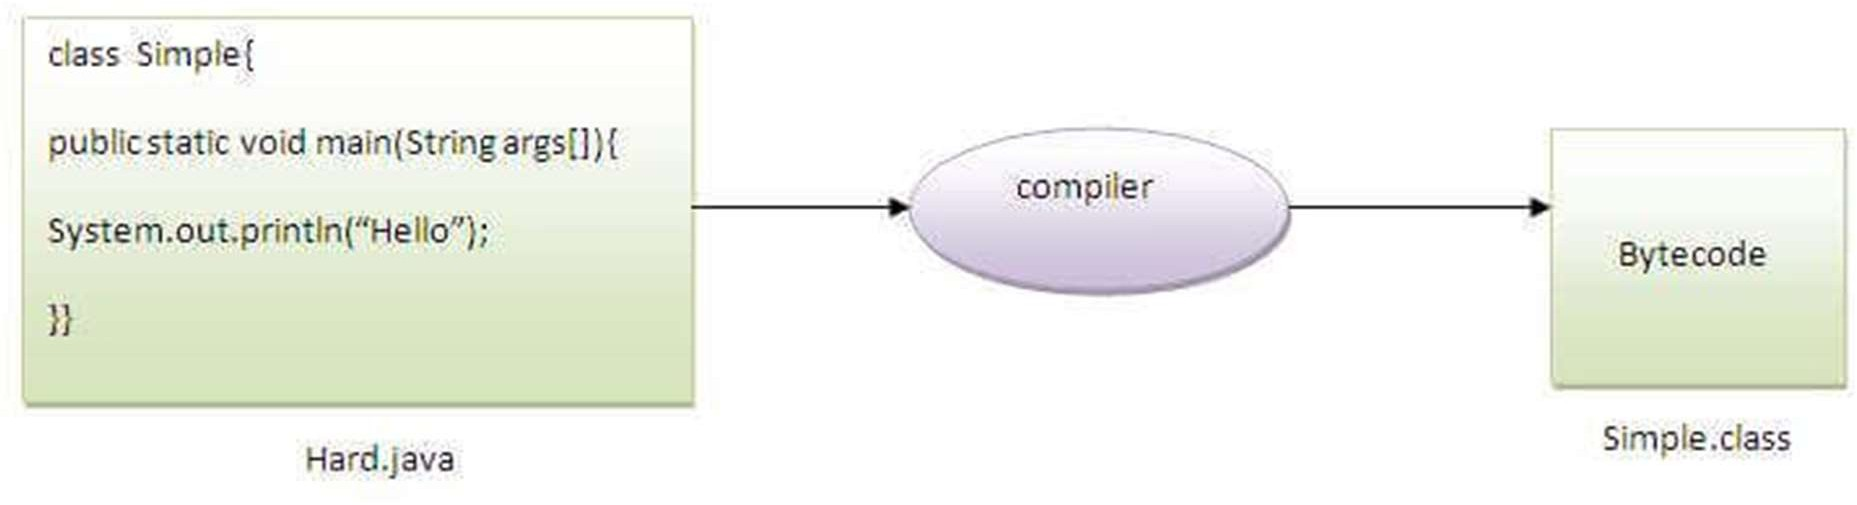 class Simple{
public static void main(String args[]){
System.out.println(“Hello”);
}}
Hard.java
compiler
Bytecode
Simple.class